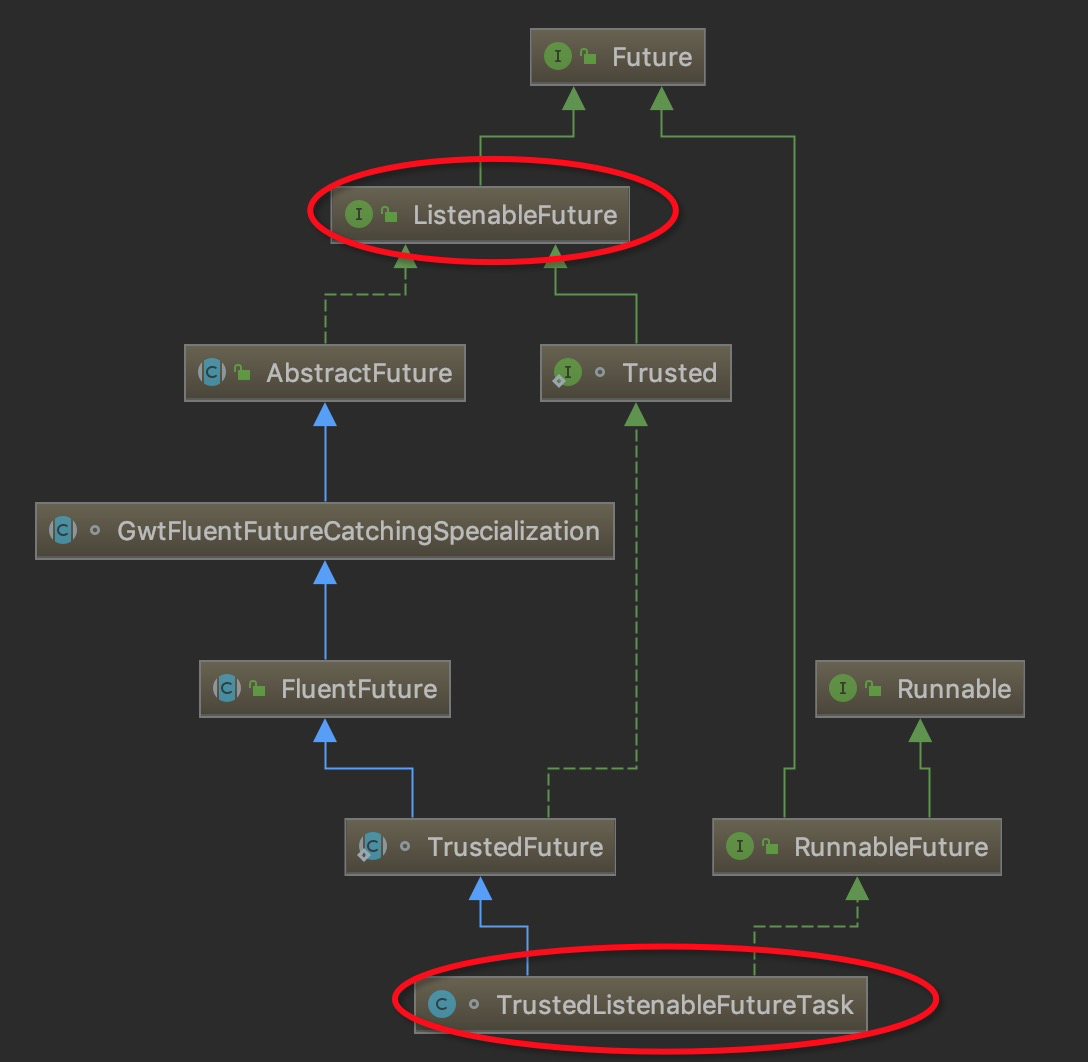 I Future
I ListenableFuture
C AbstractFuture
I Trusted
C GwtFluentFutureCatchingSpecialization
C FluentFuture
I Runnable
C TrustedFuture
I RunnableFuture
C TrustedListenableFutureTask